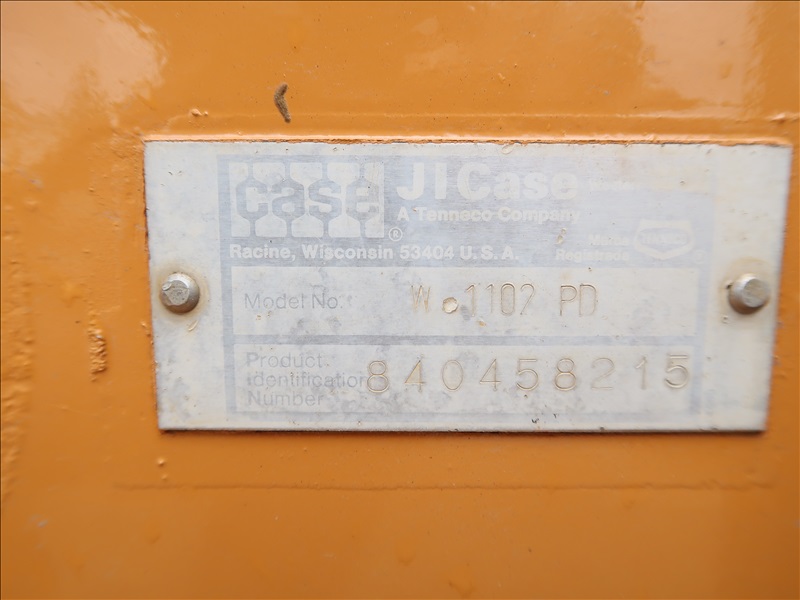 case
JI Case
A Tenneco Company
®
Racine, Wisconsin 53404 U.S.A.
Marca
Registrada
®
Model No. W • 1102 PD
Product
Identification
Number
840458215